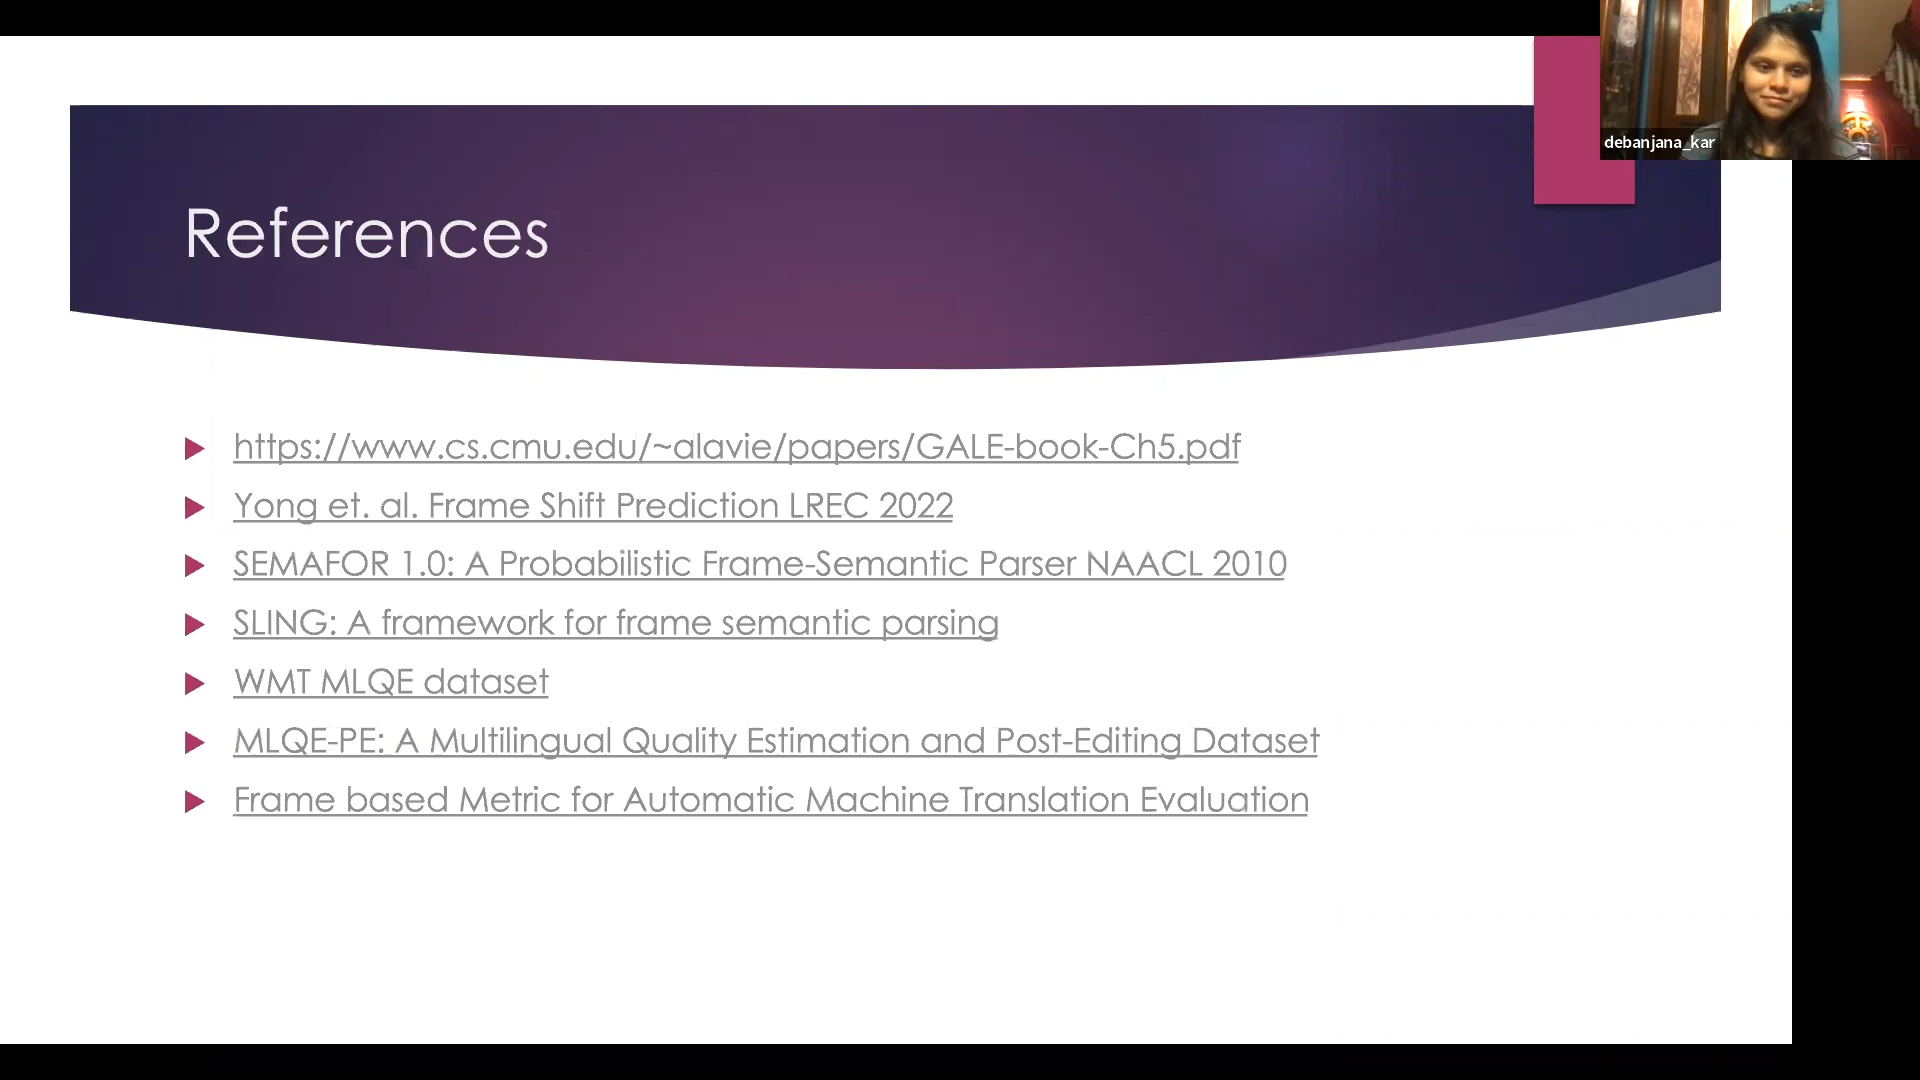 debanjana_kar
References
https://www.cs.cmu.edu/~alavie/papers/GALE-book-Ch5.pdf
Yong et. al. Frame Shift Prediction LREC 2022
SEMAFOR 1.0: A Probabilistic Frame-Semantic Parser NAACL 2010
SLING: A framework for frame semantic parsing
WMT MLQE dataset
MLQE-PE: A Multilingual Quality Estimation and Post-Editing Dataset
Frame based Metric for Automatic Machine Translation Evaluation